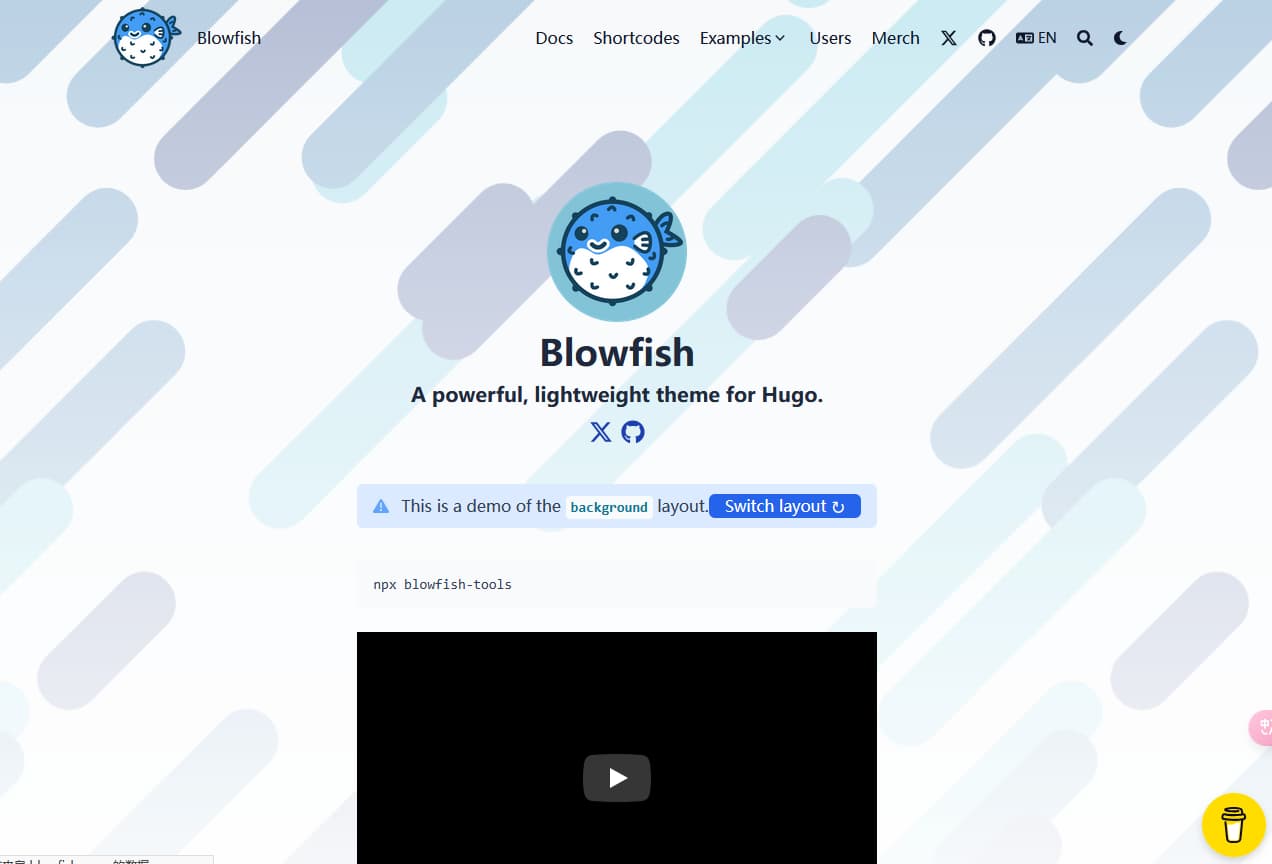 Blowfish
Docs Shortcodes Examples Users Merch EN
Blowfish
A powerful, lightweight theme for Hugo.
This is a demo of the background layout. Switch layout ↻
npx blowfish-tools